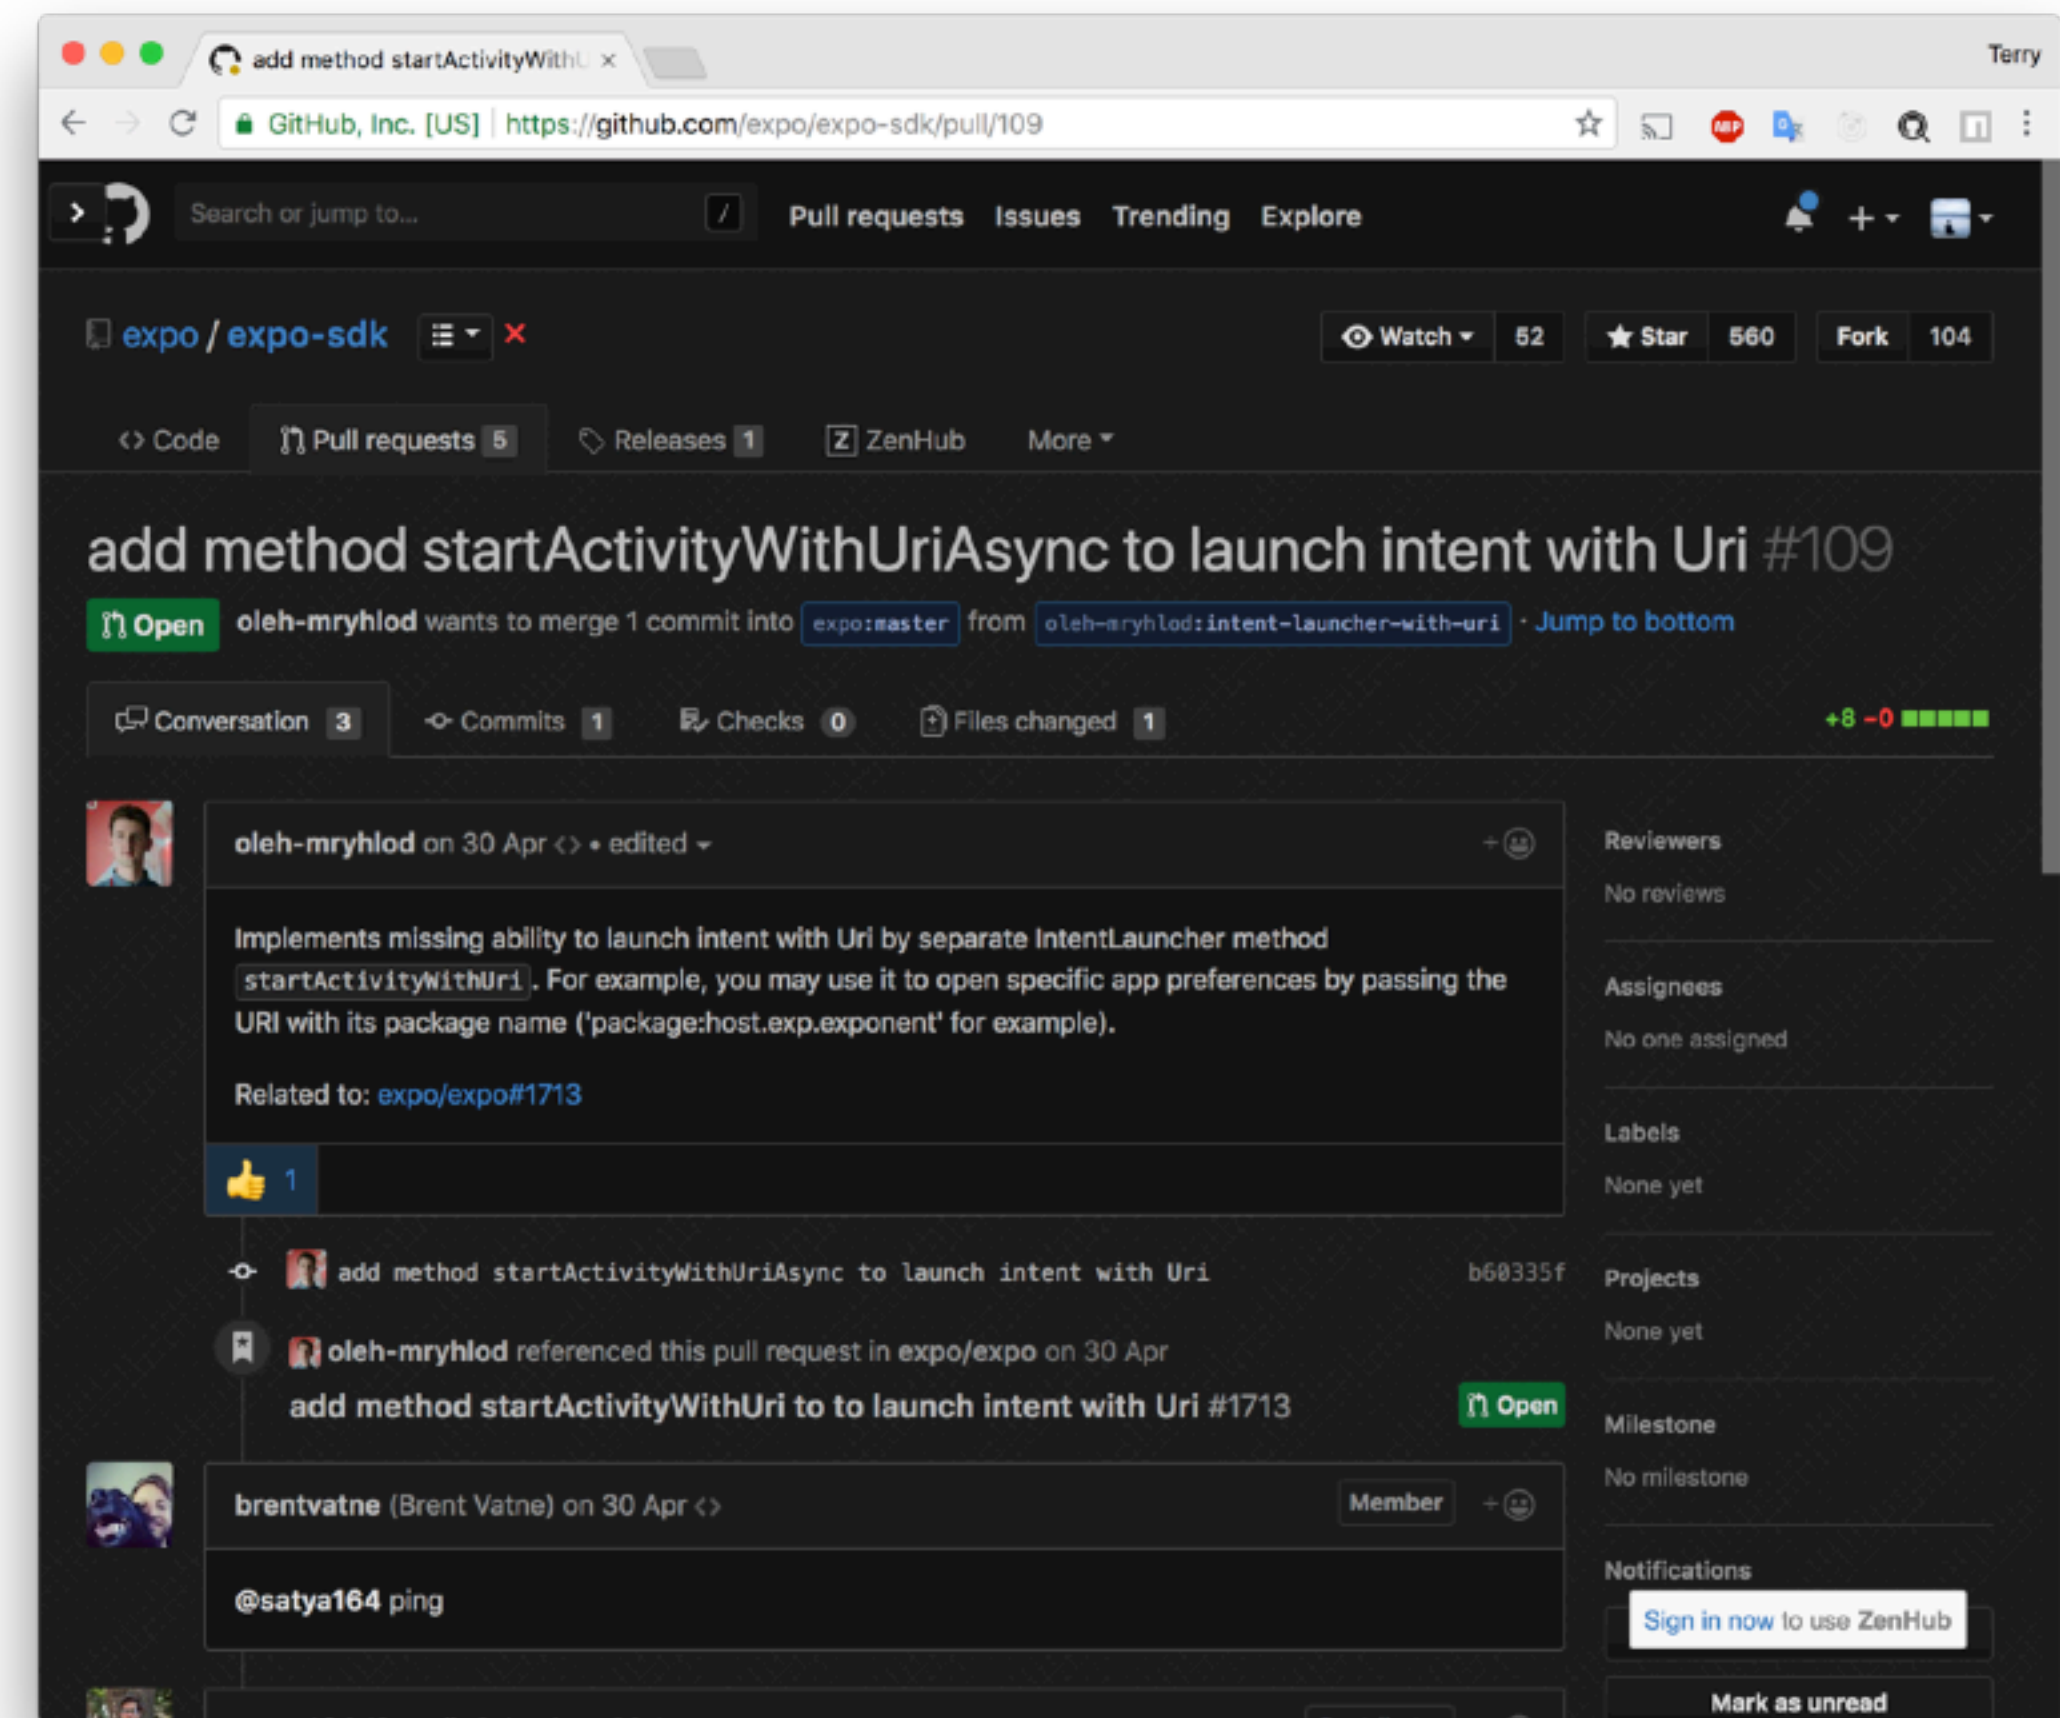 add method startActivityWithU
Terry
GitHub, Inc. [US]
https://github.com/expo/expo-sdk/pull/109
ABP
Search or jump to...
/
Pull requests
Issues
Trending
Explore
expo / expo-sdk
Watch 52
Star 560
Fork 104
Code
Pull requests 5
Releases 1
Z ZenHub
More
add method startActivityWithUriAsync to launch intent with Uri #109
Open
oleh-mryhlod wants to merge 1 commit into expo:master from oleh-mryhlod:intent-launcher-with-uri · Jump to bottom
Conversation 3
Commits 1
Checks 0
Files changed 1
+8 −0
oleh-mryhlod on 30 Apr <> • edited
Implements missing ability to launch intent with Uri by separate IntentLauncher method
startActivityWithUri. For example, you may use it to open specific app preferences by passing the
URI with its package name ('package:host.exp.exponent' for example).
Related to: expo/expo#1713
1
add method startActivityWithUriAsync to launch intent with Uri
b60335f
oleh-mryhlod referenced this pull request in expo/expo on 30 Apr
add method startActivityWithUri to to launch intent with Uri #1713
Open
brentvatne (Brent Vatne) on 30 Apr <>
Member
@satya164 ping
Reviewers
No reviews
Assignees
No one assigned
Labels
None yet
Projects
None yet
Milestone
No milestone
Notifications
Sign in now to use ZenHub
Mark as unread